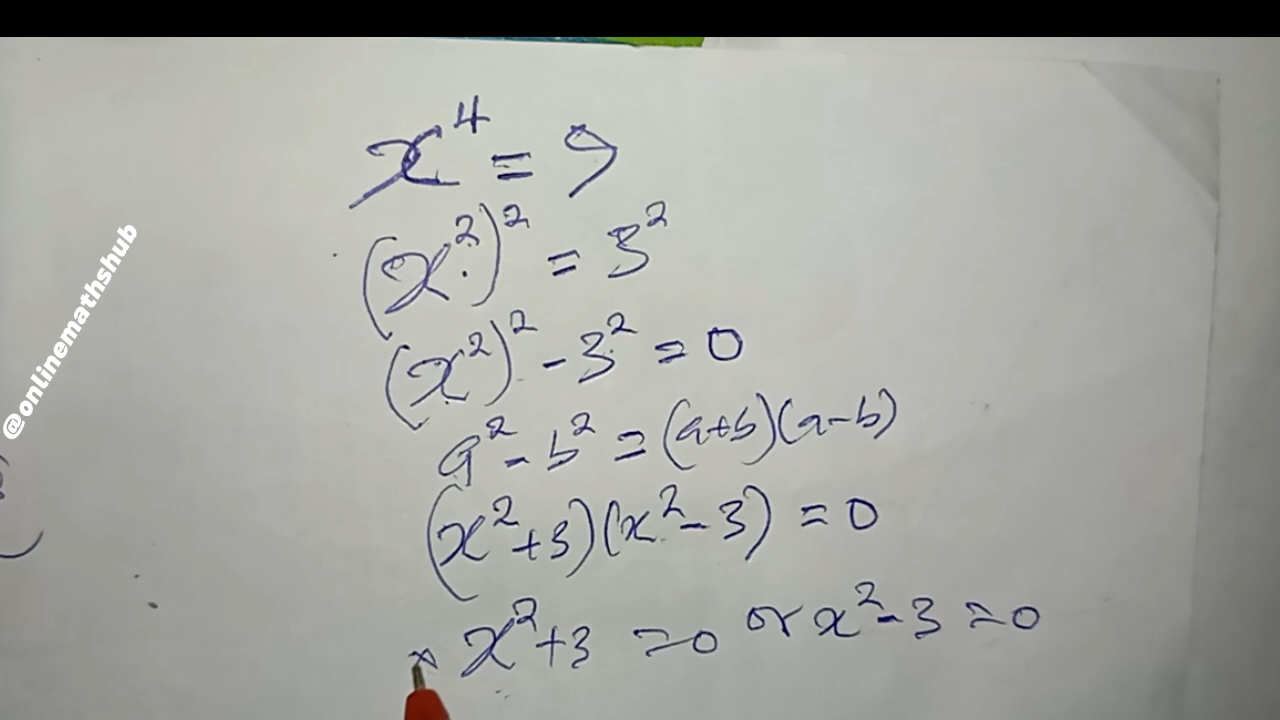 @onlinemathshub
x⁴ = 9
(x²)² = 3²
(x²)² - 3² = 0
a² - b² = (a+b)(a-b)
(x²+3)(x²-3) = 0
* x²+3 = 0 or x²-3 = 0